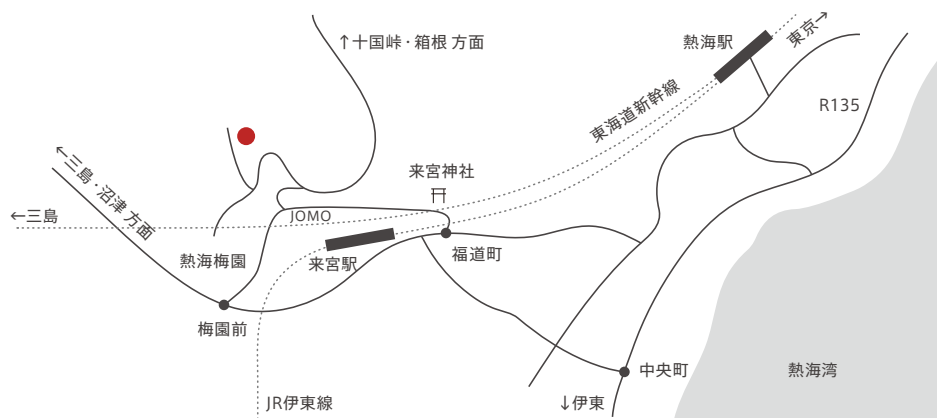 ↑十国峠・箱根 方面
熱海駅
東京→
R135
東海道新幹線
←三島・沼津 方面
来宮神社
←三島
JOMO
熱海梅園
来宮駅
福道町
梅園前
中央町
熱海湾
JR伊東線
↓伊東